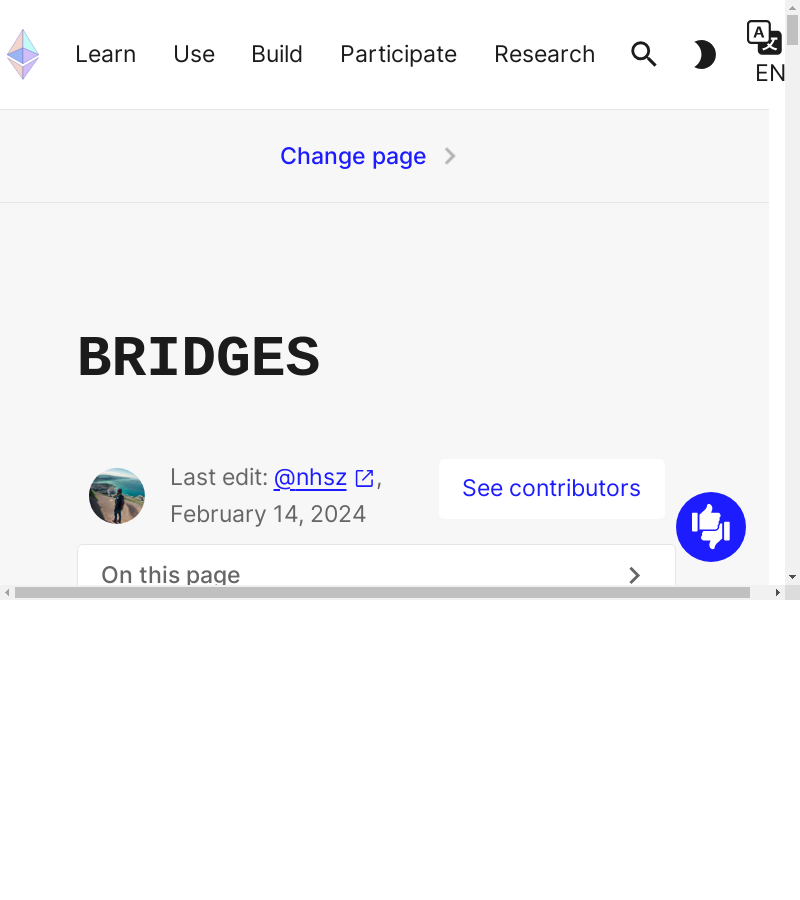 Learn Use Build Participate Research
EN
Change page
BRIDGES
Last edit: @nhsz ,
February 14, 2024
See contributors
On this page